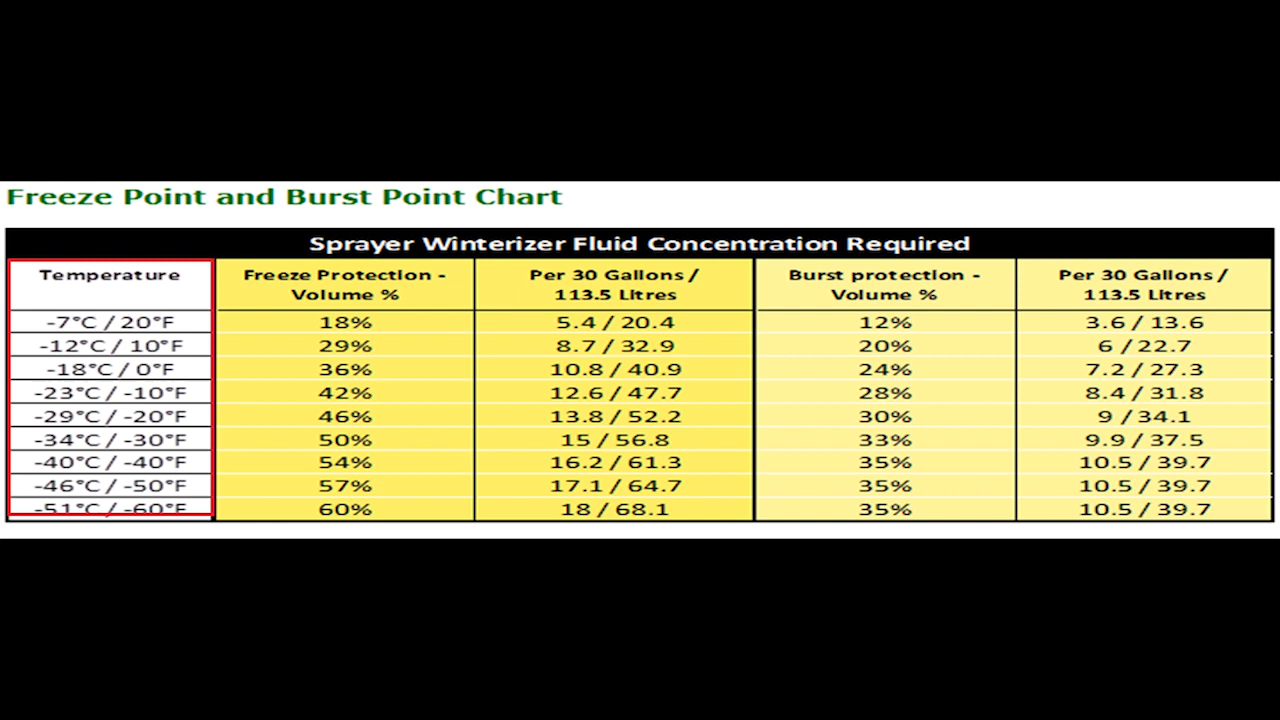 Freeze Point and Burst Point Chart
Sprayer Winterizer Fluid Concentration Required
Temperature Freeze Protection - Volume % Per 30 Gallons / 113.5 Litres Burst protection - Volume % Per 30 Gallons / 113.5 Litres
-7°C / 20°F 18% 5.4 / 20.4 12% 3.6 / 13.6
-12°C / 10°F 29% 8.7 / 32.9 20% 6 / 22.7
-18°C / 0°F 36% 10.8 / 40.9 24% 7.2 / 27.3
-23°C / -10°F 42% 12.6 / 47.7 28% 8.4 / 31.8
-29°C / -20°F 46% 13.8 / 52.2 30% 9 / 34.1
-34°C / -30°F 50% 15 / 56.8 33% 9.9 / 37.5
-40°C / -40°F 54% 16.2 / 61.3 35% 10.5 / 39.7
-46°C / -50°F 57% 17.1 / 64.7 35% 10.5 / 39.7
-51°C / -60°F 60% 18 / 68.1 35% 10.5 / 39.7